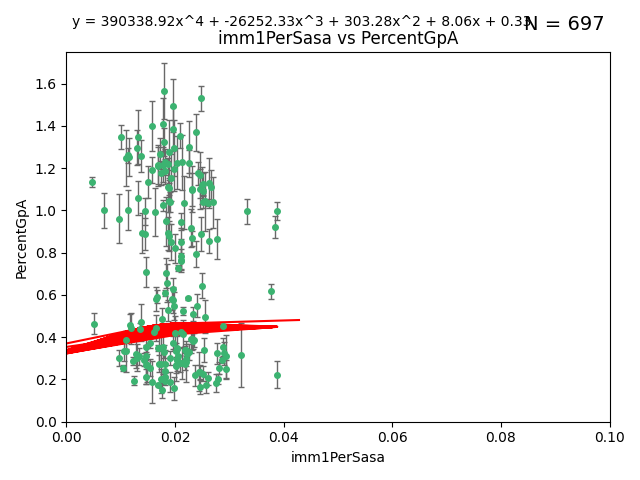 y = 390338.92x^4 + -26252.33x^3 + 303.28x^2 + 8.06x + 0.33
N = 697
imm1PerSasa vs PercentGpA
PercentGpA
1.6
1.4
1.2
1.0
0.8
0.6
0.4
0.2
0.0
0.00 0.02 0.04 0.06 0.08 0.10
imm1PerSasa